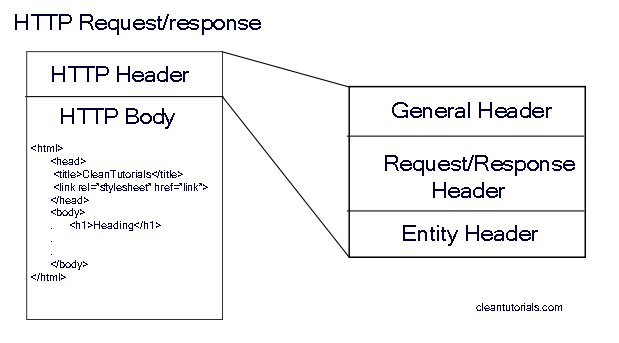 HTTP Request/response
HTTP Header
HTTP Body
<html>
<head>
<title>CleanTutorials</title>
<link rel="stylesheet" href="link">
</head>
<body>
. <h1>Heading</h1>
.
.
</body>
</html>
General Header
Request/Response
Header
Entity Header
cleantutorials.com